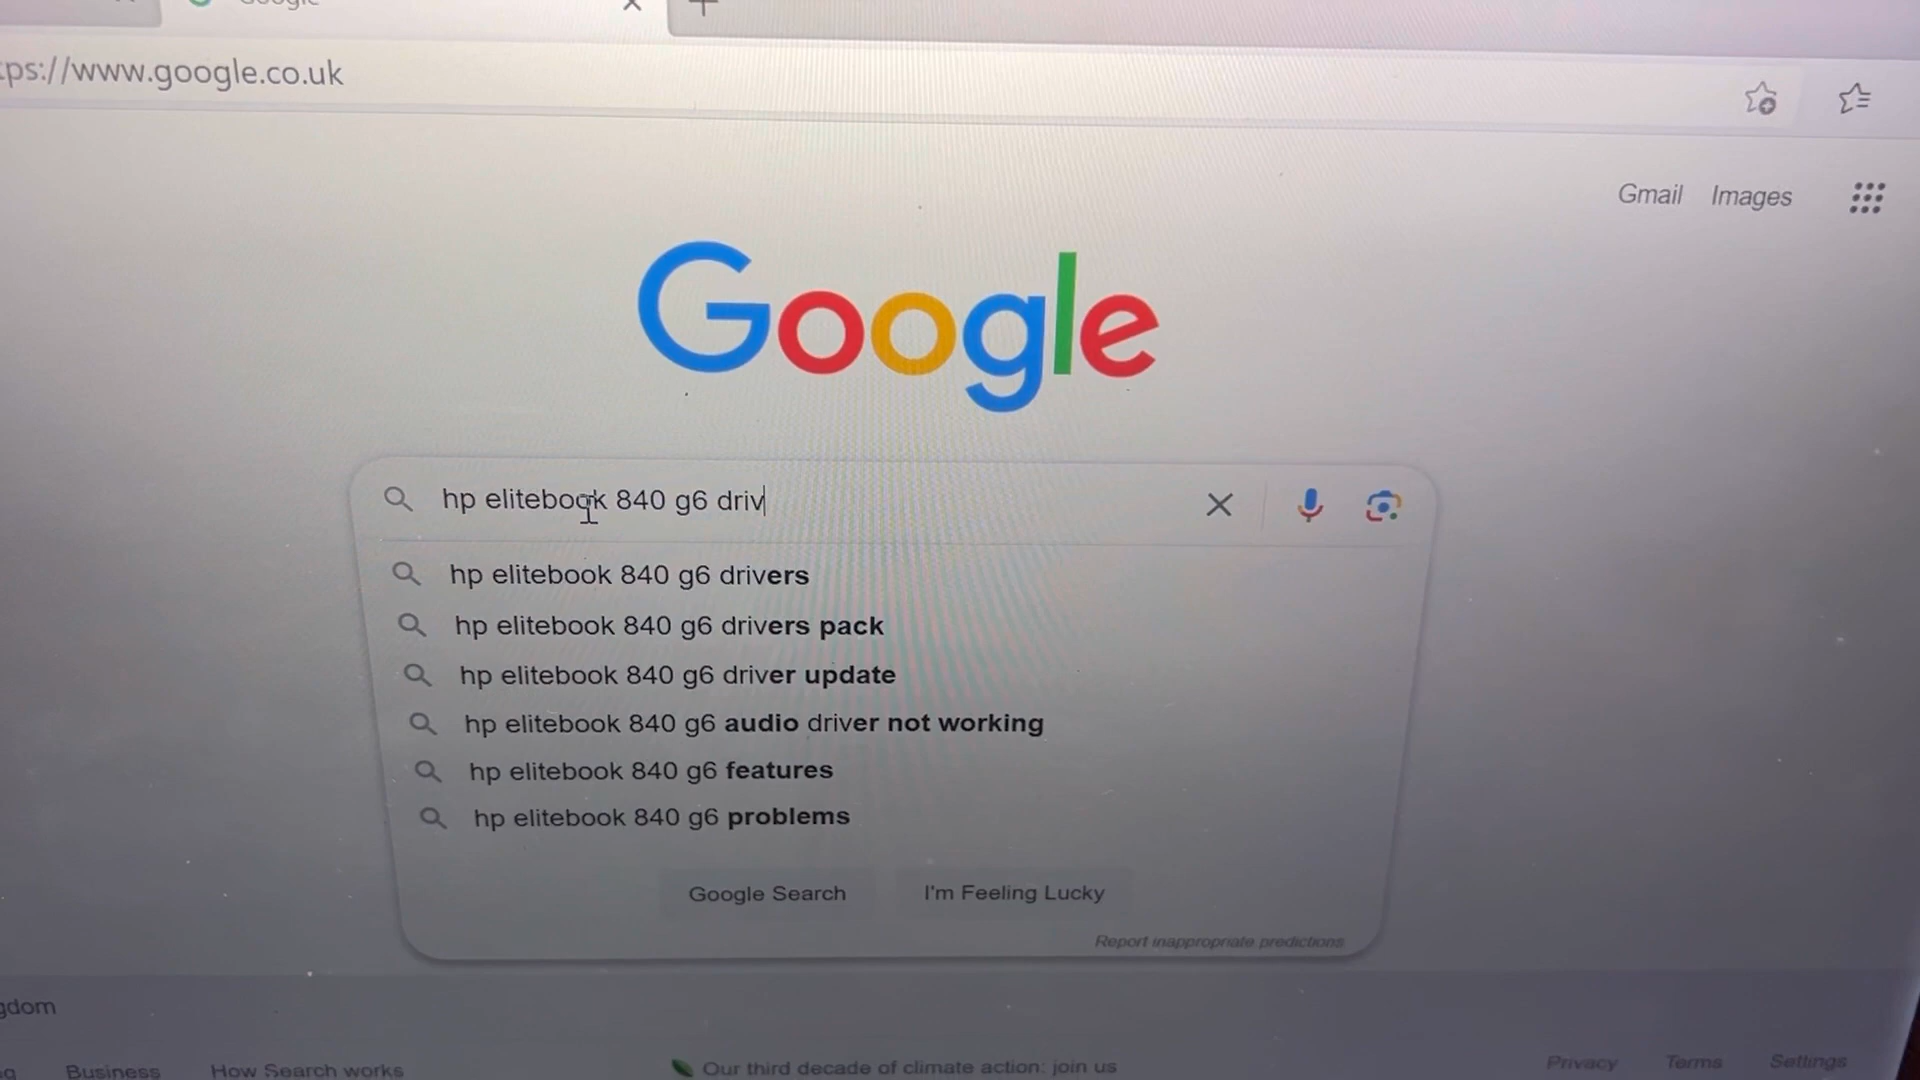 Google
tps://www.google.co.uk
Gmail Images
Google
hp elitebook 840 g6 driv
hp elitebook 840 g6 drivers
hp elitebook 840 g6 drivers pack
hp elitebook 840 g6 driver update
hp elitebook 840 g6 audio driver not working
hp elitebook 840 g6 features
hp elitebook 840 g6 problems
Google Search I'm Feeling Lucky
Report inappropriate predictions
gdom
Business How Search works Our third decade of climate action: join us Privacy Terms Settings